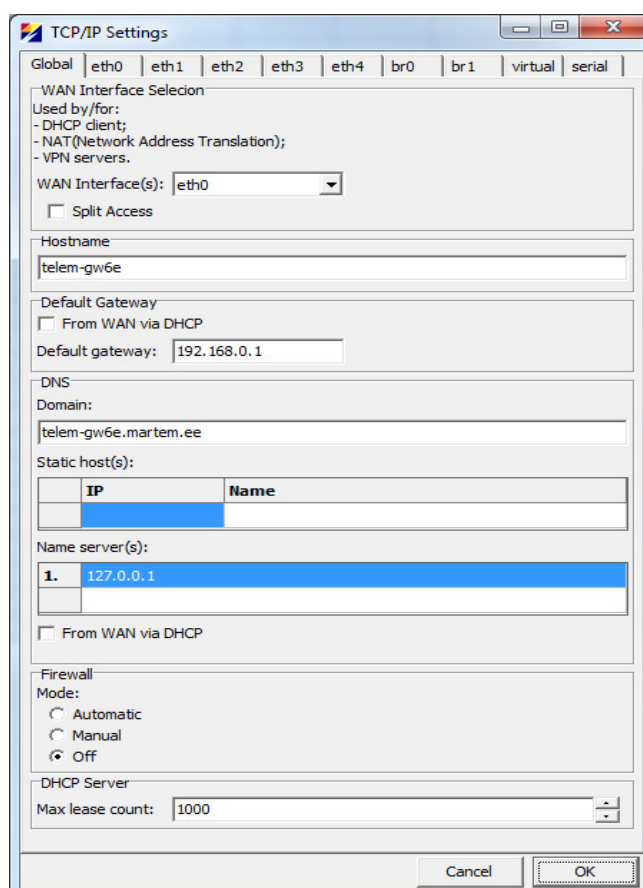 TCP/IP Settings
Global eth0 eth1 eth2 eth3 eth4 br0 br1 virtual serial
WAN Interface Selecion
Used by/for:
- DHCP client;
- NAT(Network Address Translation);
- VPN servers.
WAN Interface(s): eth0
Split Access
Hostname
telem-gw6e
Default Gateway
From WAN via DHCP
Default gateway: 192.168.0.1
DNS
Domain:
telem-gw6e.martem.ee
Static host(s):
IP Name
Name server(s):
1. 127.0.0.1
From WAN via DHCP
Firewall
Mode:
Automatic
Manual
Off
DHCP Server
Max lease count: 1000
Cancel OK